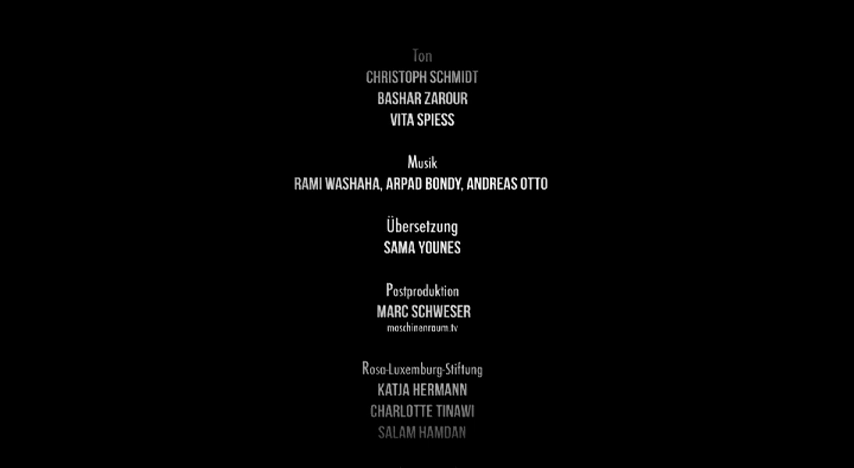 Ton
CHRISTOPH SCHMIDT
BASHAR ZAROUR
VITA SPIESS
Musik
RAMI WASHAHA, ARPAD BONDY, ANDREAS OTTO
Übersetzung
SAMA YOUNES
Postproduktion
MARC SCHWESER
maschinenraum.tv
Rosa-Luxemburg-Stiftung
KATJA HERMANN
CHARLOTTE TINAWI
SALAM HAMDAN